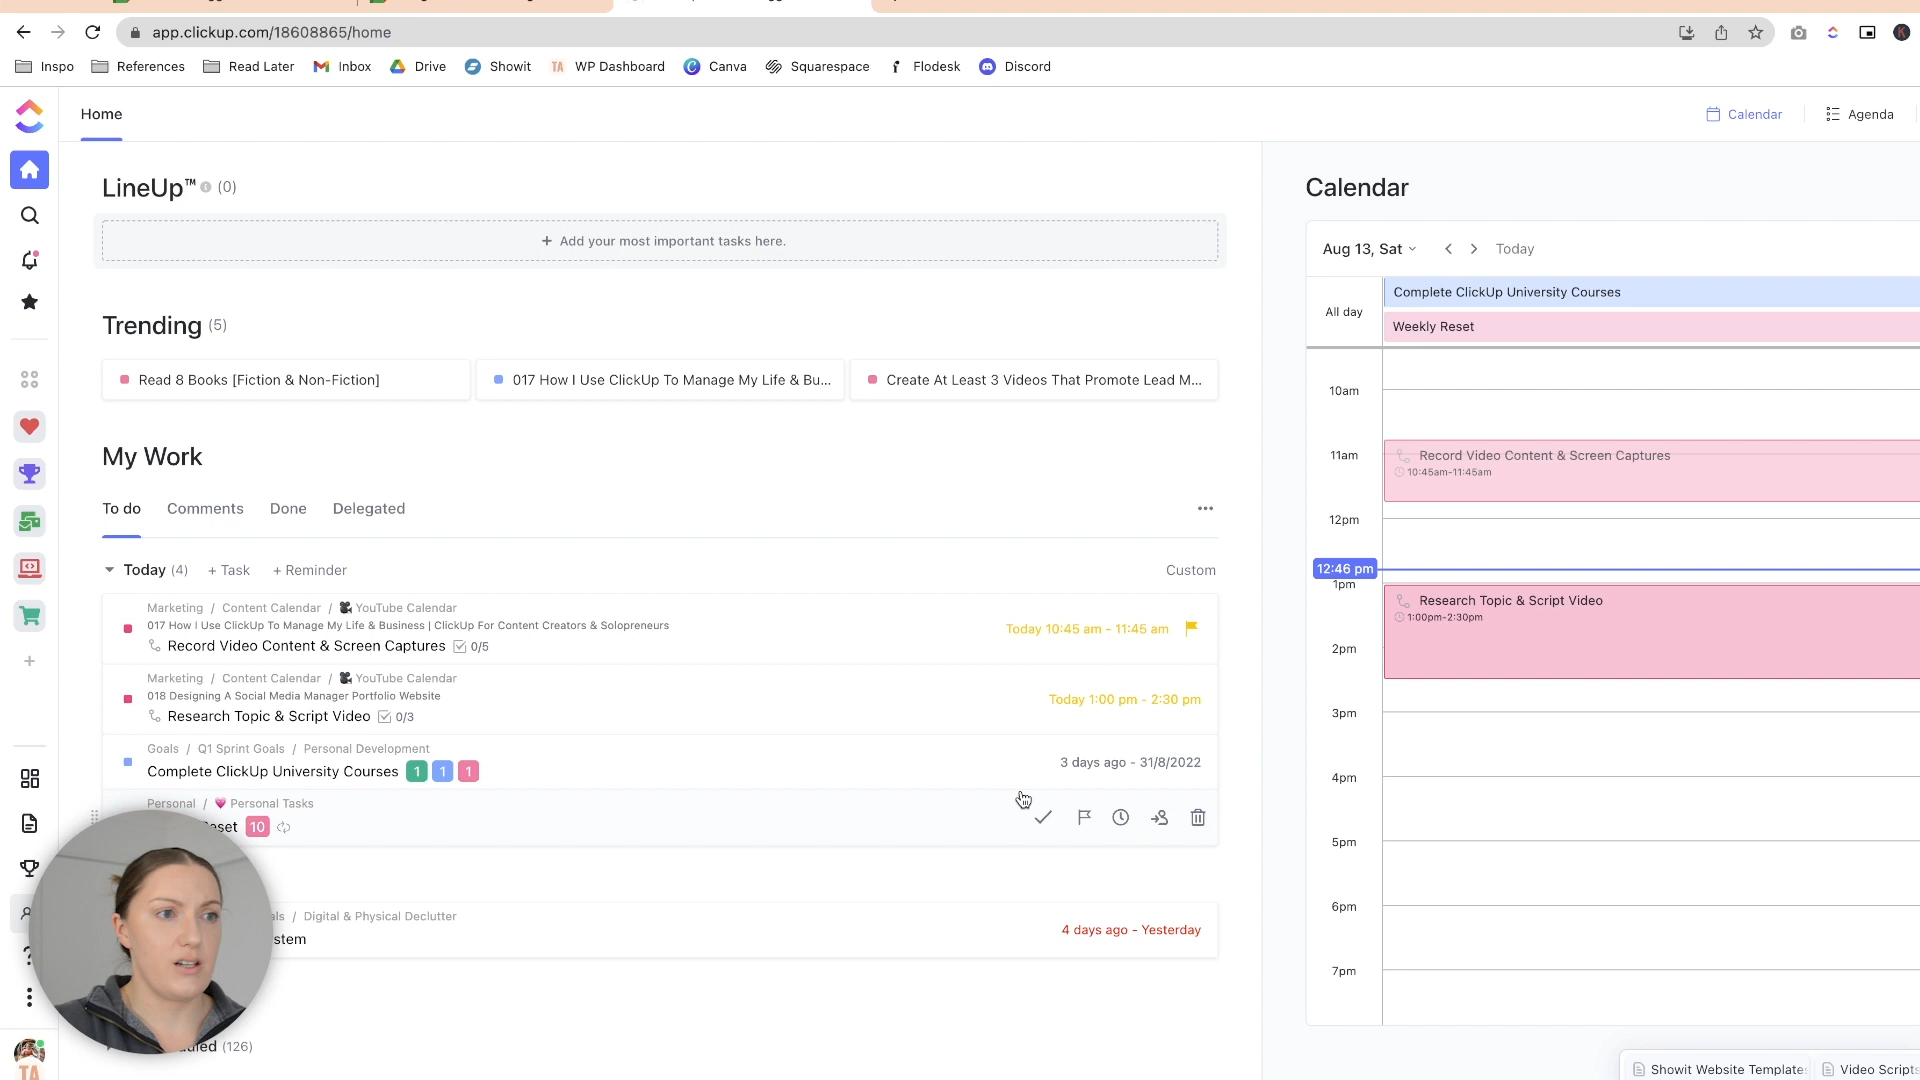 app.clickup.com/18608865/home
Inspo References Read Later Inbox Drive Showit WP Dashboard Canva Squarespace Flodesk Discord
Home
Calendar Agenda
LineUp™ (0)
+ Add your most important tasks here.
Trending (5)
Read 8 Books [Fiction & Non-Fiction]
017 How I Use ClickUp To Manage My Life & Bu...
Create At Least 3 Videos That Promote Lead M...
My Work
To do Comments Done Delegated
Today (4) + Task + Reminder Custom
Marketing / Content Calendar / YouTube Calendar
017 How I Use ClickUp To Manage My Life & Business | ClickUp For Content Creators & Solopreneurs
Record Video Content & Screen Captures 0/5
Today 10:45 am - 11:45 am
Marketing / Content Calendar / YouTube Calendar
018 Designing A Social Media Manager Portfolio Website
Research Topic & Script Video 0/3
Today 1:00 pm - 2:30 pm
Goals / Q1 Sprint Goals / Personal Development
Complete ClickUp University Courses 1 1 1
3 days ago - 31/8/2022
Personal / Personal Tasks
eset 10
als / Digital & Physical Declutter
stem
4 days ago - Yesterday
(126)
TA
Calendar
Aug 13, Sat Today
All day
Complete ClickUp University Courses
Weekly Reset
10am
11am
Record Video Content & Screen Captures
10:45am-11:45am
12pm
12:46 pm
1pm
Research Topic & Script Video
1:00pm-2:30pm
2pm
3pm
4pm
5pm
6pm
7pm
Showit Website Template
Video Scripts